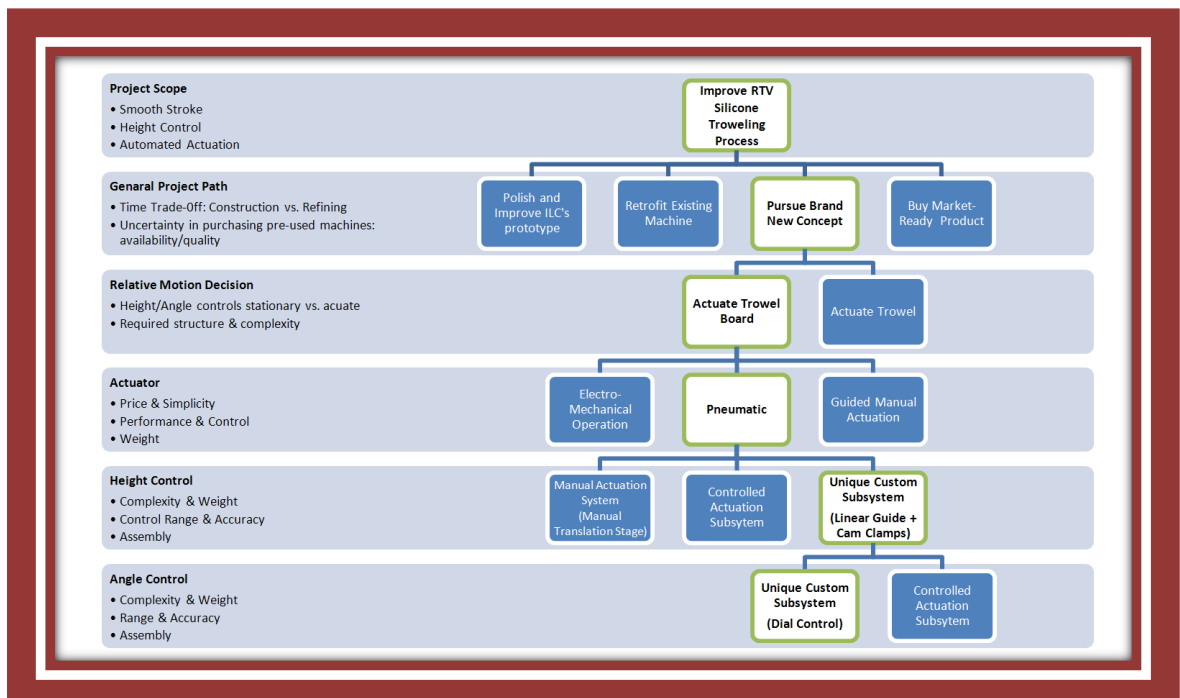 Project Scope
• Smooth Stroke
• Height Control
• Automated Actuation
Improve RTV
Silicone
Troweling
Process
Genaral Project Path
• Time Trade-0ff: Construction vs. Refining
• Uncertainty in purchasing pre-used machines:
availability/quality
Polish and
Improve ILC's
prototype
Retrofit Existing
Machine
Pursue Brand
New Concept
Buy Market-
Ready Product
Relative Motion Decision
• Height/Angle controls stationary vs. acuate
• Required structure & complexity
Actuate Trowel
Board
Actuate Trowel
Actuator
• Price & Simplicity
• Performance & Control
• Weight
Electro-
Mechanical
Operation
Pneumatic
Guided Manual
Actuation
Height Control
• Complexity & Weight
• Control Range & Accuracy
• Assembly
Manual Actuation
System
(Manual
Translation Stage)
Controlled
Actuation
Subsytem
Unique Custom
Subsystem
(Linear Guide +
Cam Clamps)
Angle Control
• Complexity & Weight
• Range & Accuracy
• Assembly
Unique Custom
Subsystem
(Dial Control)
Controlled
Actuation
Subsytem